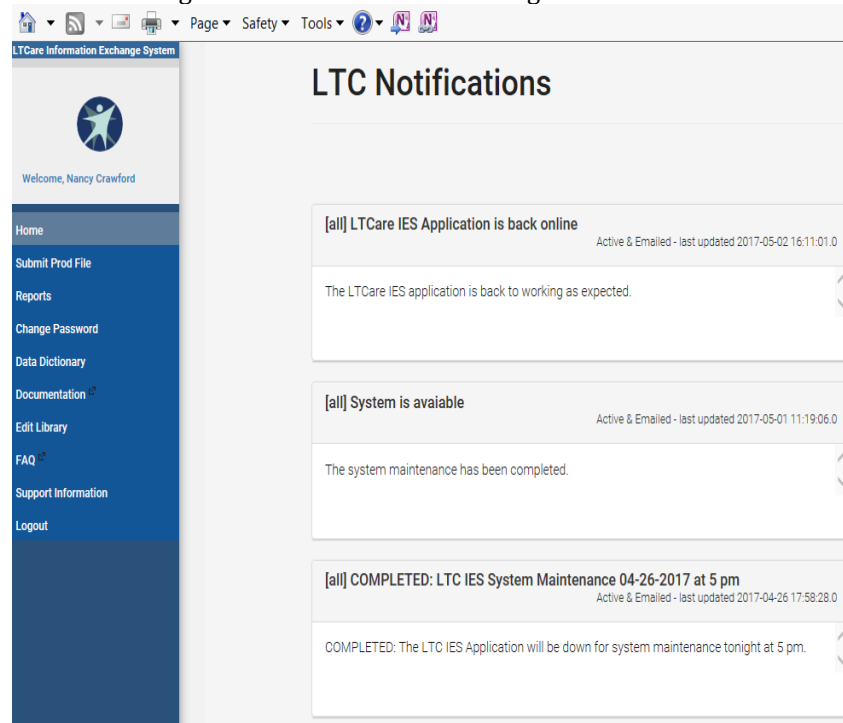 Page Safety Tools
LTCare Information Exchange System
Welcome, Nancy Crawford
Home
Submit Prod File
Reports
Change Password
Data Dictionary
Documentation
Edit Library
FAQ
Support Information
Logout
LTC Notifications
[all] LTCare IES Application is back online
Active & Emailed - last updated 2017-05-02 16:11:01.0
The LTCare IES application is back to working as expected.
[all] System is avaiable
Active & Emailed - last updated 2017-05-01 11:19:06.0
The system maintenance has been completed.
[all] COMPLETED: LTC IES System Maintenance 04-26-2017 at 5 pm
Active & Emailed - last updated 2017-04-26 17:58:28.0
COMPLETED: The LTC IES Application will be down for system maintenance tonight at 5 pm.